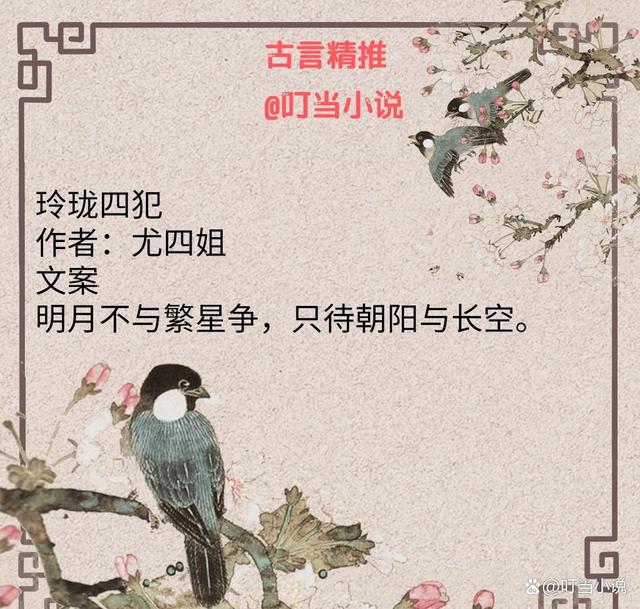 古言精推
@叮当小说
玲珑四犯
作者：尤四姐
文案
明月不与繁星争，只待朝阳与长空。
@叮当小说